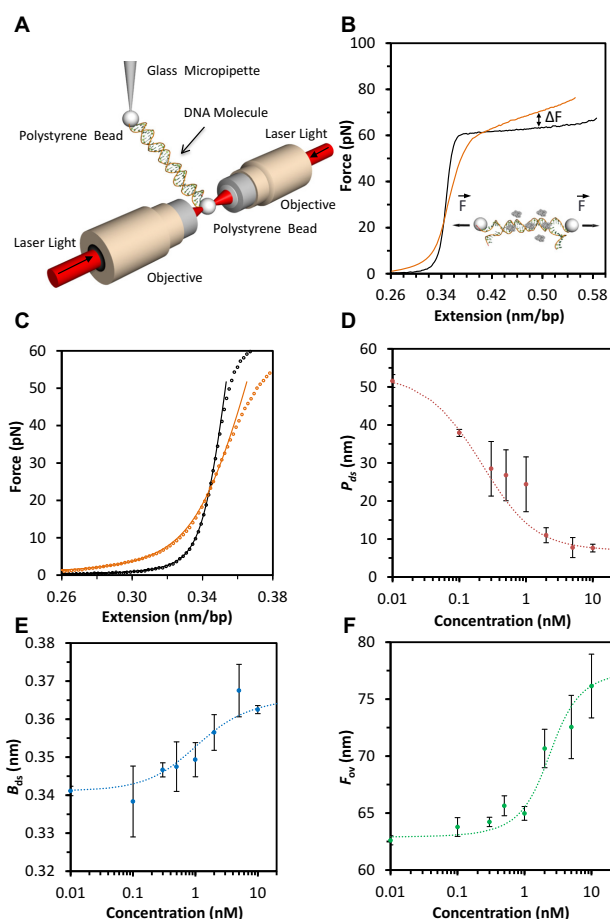 A
Glass Micropipette
DNA Molecule
Polystyrene Bead
Laser Light
Objective
Polystyrene Bead
Laser Light
Objective
B
100
80
60
40
20
0
Force (pN)
ΔF
F
F
0.26 0.34 0.42 0.50 0.58
Extension (nm/bp)
C
60
50
40
30
20
10
0
Force (pN)
0.26 0.30 0.34 0.38
Extension (nm/bp)
D
60
50
40
30
20
10
0
Pds (nm)
0.01 0.1 1 10
Concentration (nM)
E
0.38
0.37
0.36
0.35
0.34
0.33
0.32
Bds (nm)
0.01 0.1 1 10
Concentration (nM)
F
80
75
70
65
60
Fov (nm)
0.01 0.1 1 10
Concentration (nM)